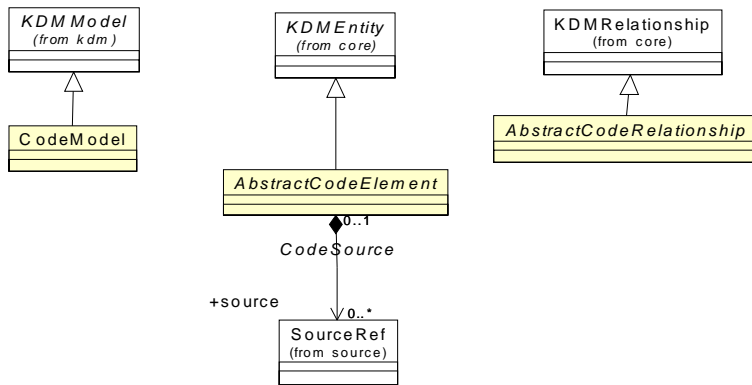 KDMModel
(from kdm)
KDMEntity
(from core)
KDMRelationship
(from core)
CodeModel
AbstractCodeRelationship
AbstractCodeElement
0..1
CodeSource
+source
0..*
SourceRef
(from source)